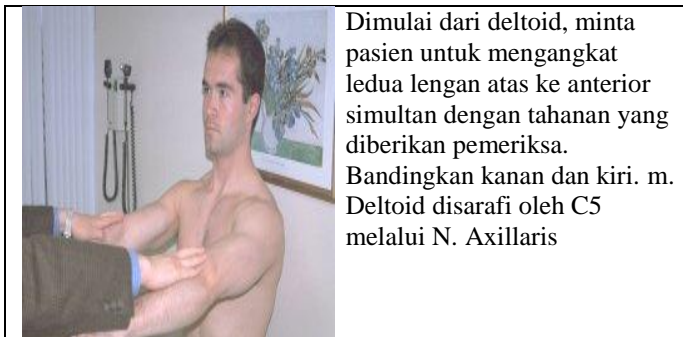 Dimulai dari deltoid, minta
pasien untuk mengangkat
ledua lengan atas ke anterior
simultan dengan tahanan yang
diberikan pemeriksa.
Bandingkan kanan dan kiri. m.
Deltoid disarafi oleh C5
melalui N. Axillaris